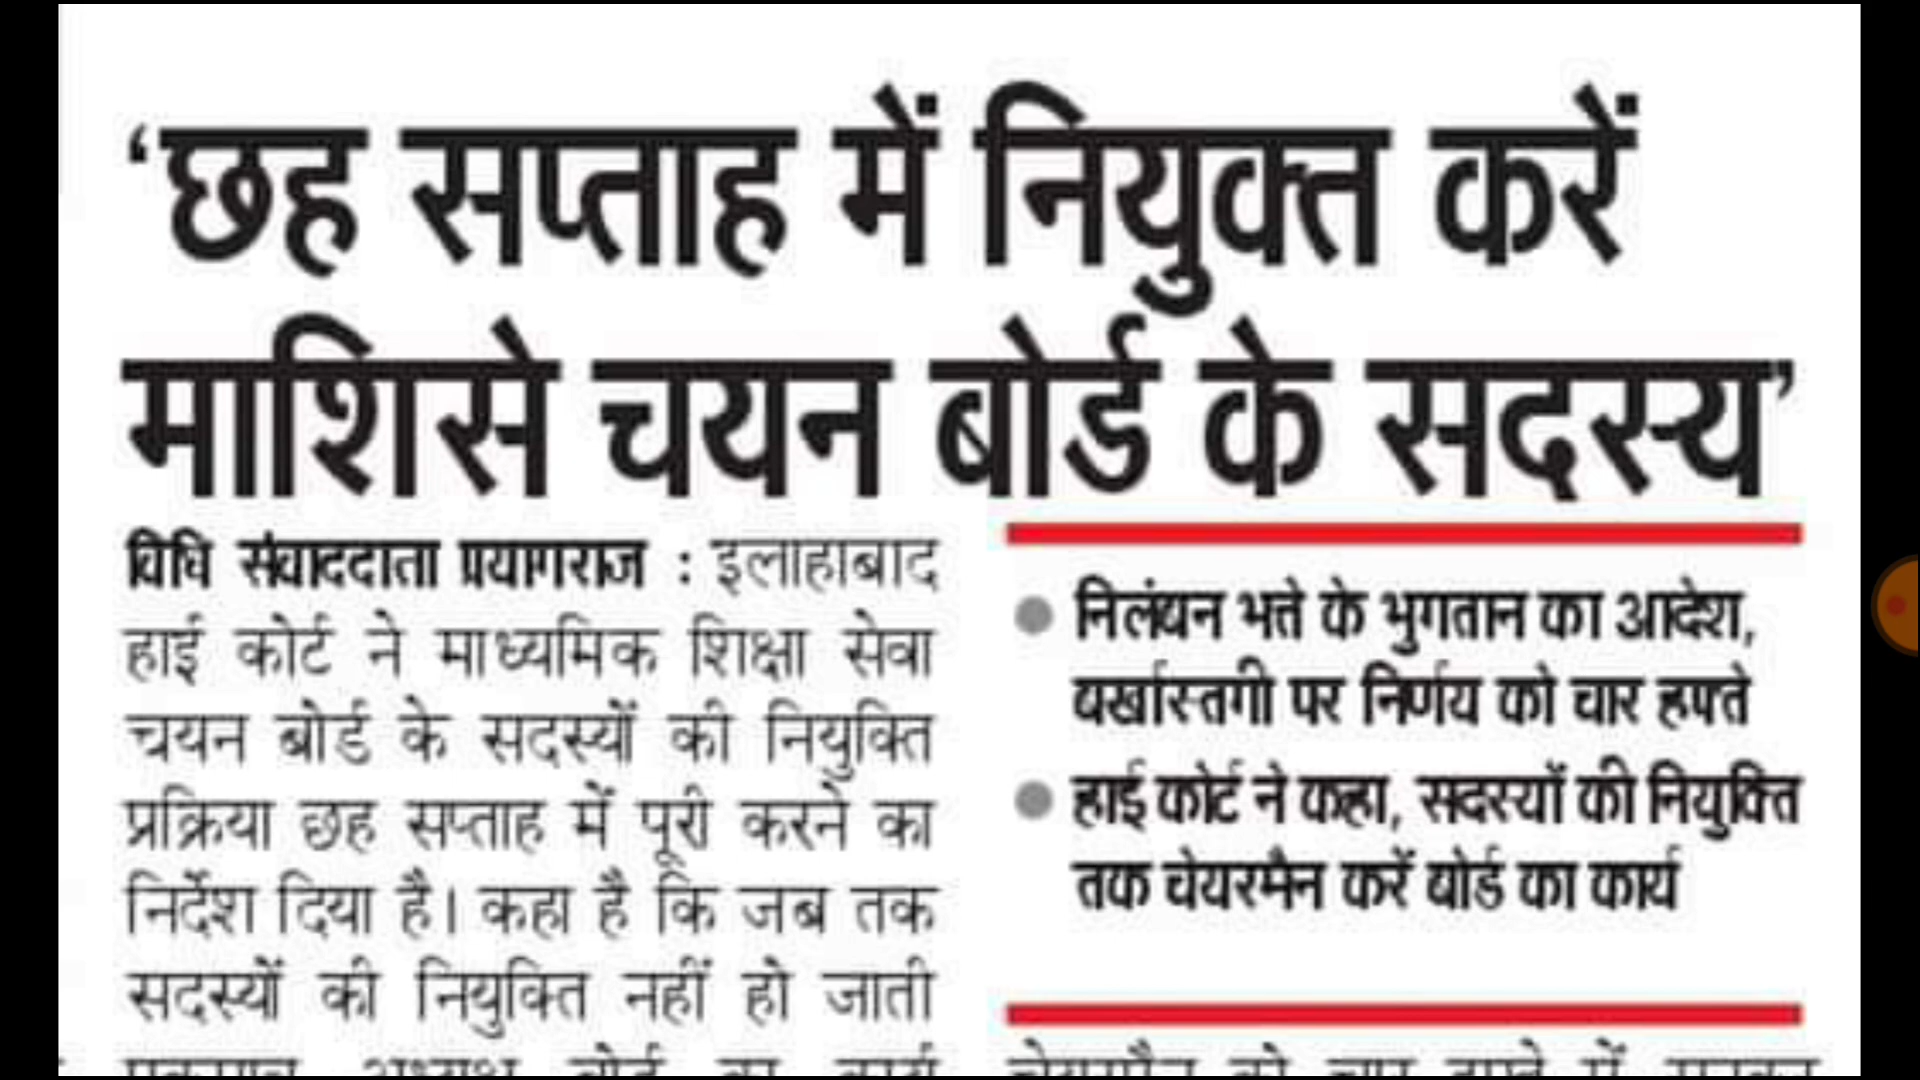 ‘छह सप्ताह में नियुक्त करें
माशिसे चयन बोर्ड के सदस्य’
विधि संवाददाता प्रयागराज : इलाहाबाद
हाई कोर्ट ने माध्यमिक शिक्षा सेवा
चयन बोर्ड के सदस्यों की नियुक्ति
प्रक्रिया छह सप्ताह में पूरी करने का
निर्देश दिया है। कहा है कि जब तक
सदस्यों की नियुक्ति नहीं हो जाती
निलंबन भत्ते के भुगतान का आदेश,
बर्खास्तगी पर निर्णय को चार हफ्ते
हाई कोर्ट ने कहा, सदस्यों की नियुक्ति
तक चेयरमैन करें बोर्ड का कार्य